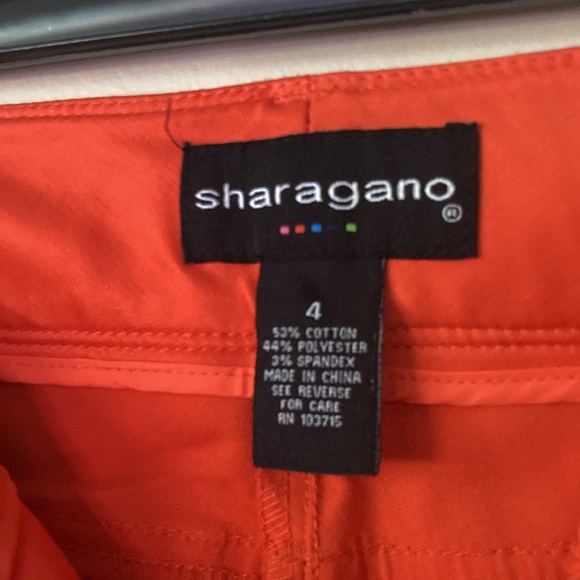 sharagano®
4
53% COTTON
44% POLYESTER
3% SPANDEX
MADE IN CHINA
SEE REVERSE
FOR CARE
RN 103715